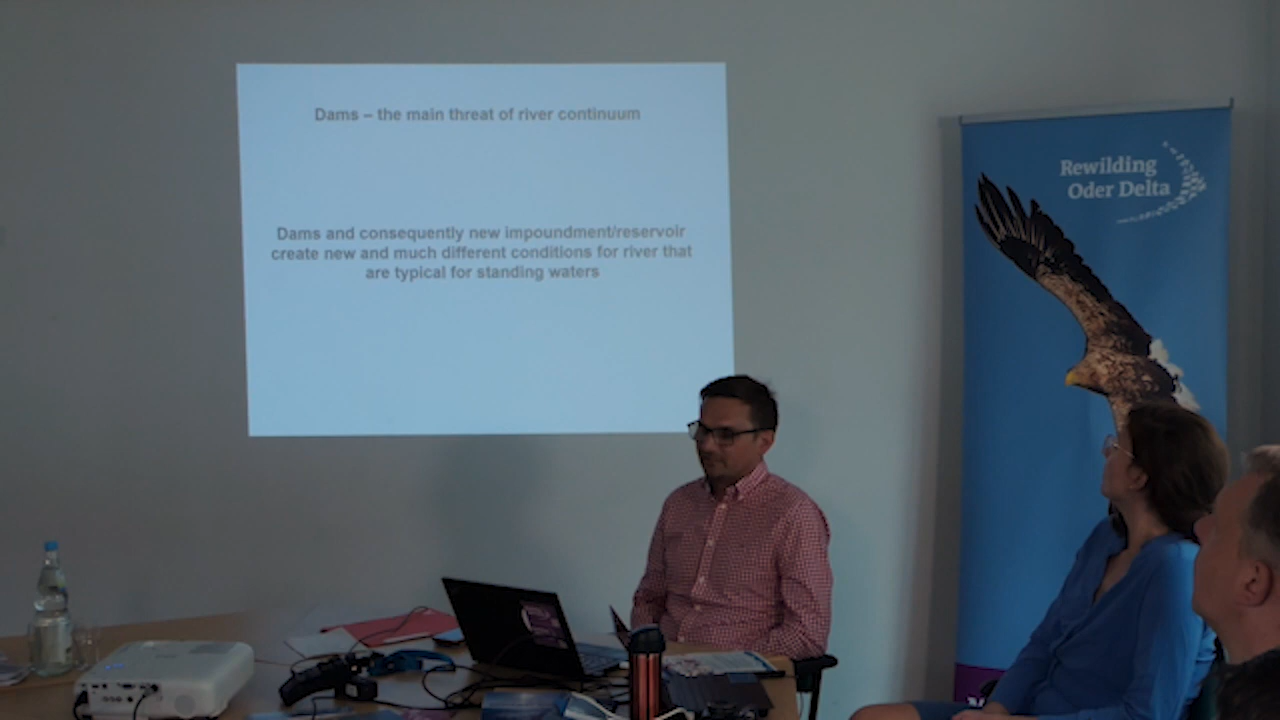 Dams – the main threat of river continuum
Dams and consequently new impoundment/reservoir
create new and much different conditions for river that
are typical for standing waters
Rewilding
Oder Delta